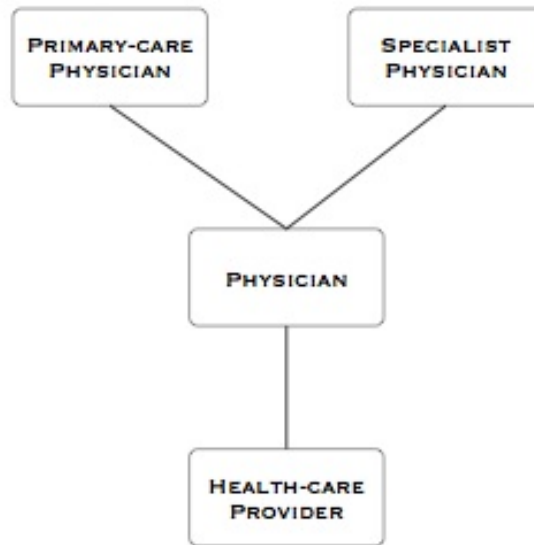 Primary-care
Physician
Specialist
Physician
Physician
Health-care
Provider